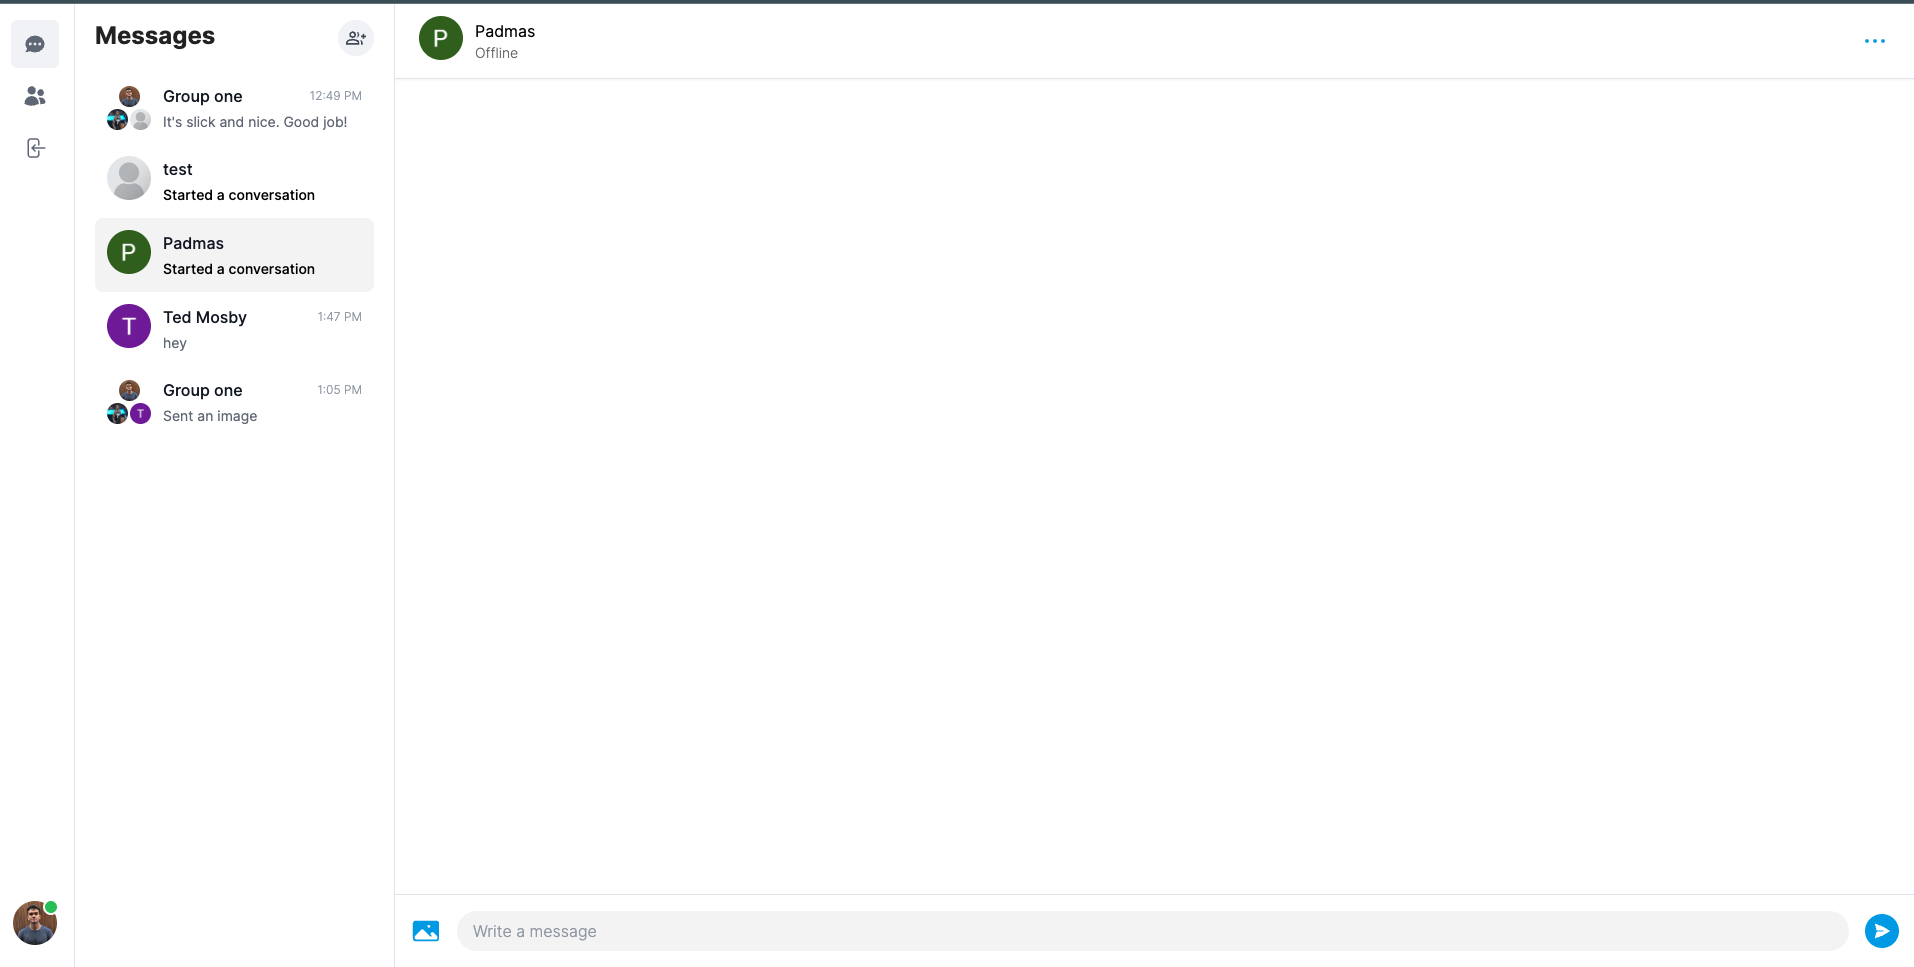 Messages
Group one
12:49 PM
It's slick and nice. Good job!
test
Started a conversation
P
Padmas
Started a conversation
T
Ted Mosby
1:47 PM
hey
Group one
1:05 PM
T
Sent an image
P
Padmas
Offline
Write a message